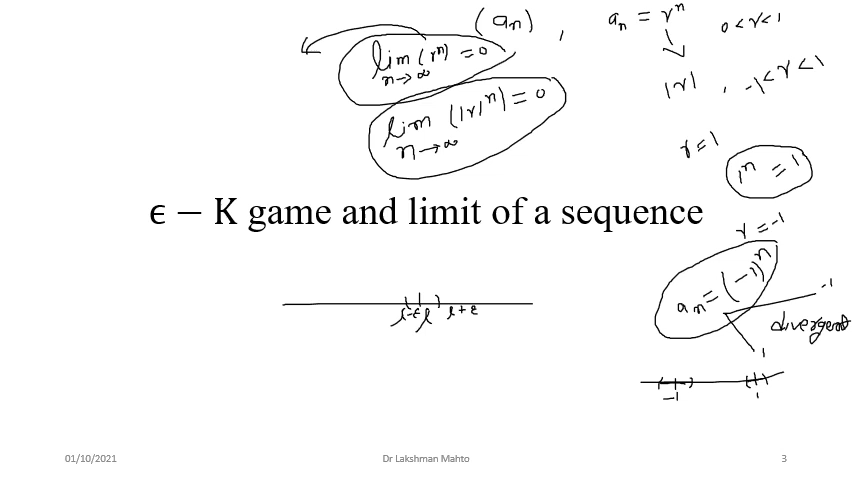 (aₙ) , aₙ = rⁿ 0 < r < 1
lim (rⁿ) = 0
n→∞
|r| , -1 < r < 1
lim (|r|ⁿ) = 0
n→∞
r = 1
1ⁿ = 1
ϵ − K game and limit of a sequence
r = -1
aₙ = (-1)ⁿ
-1
divergent
1
l-ε l l+ε
-1 1
01/10/2021 Dr Lakshman Mahto 3